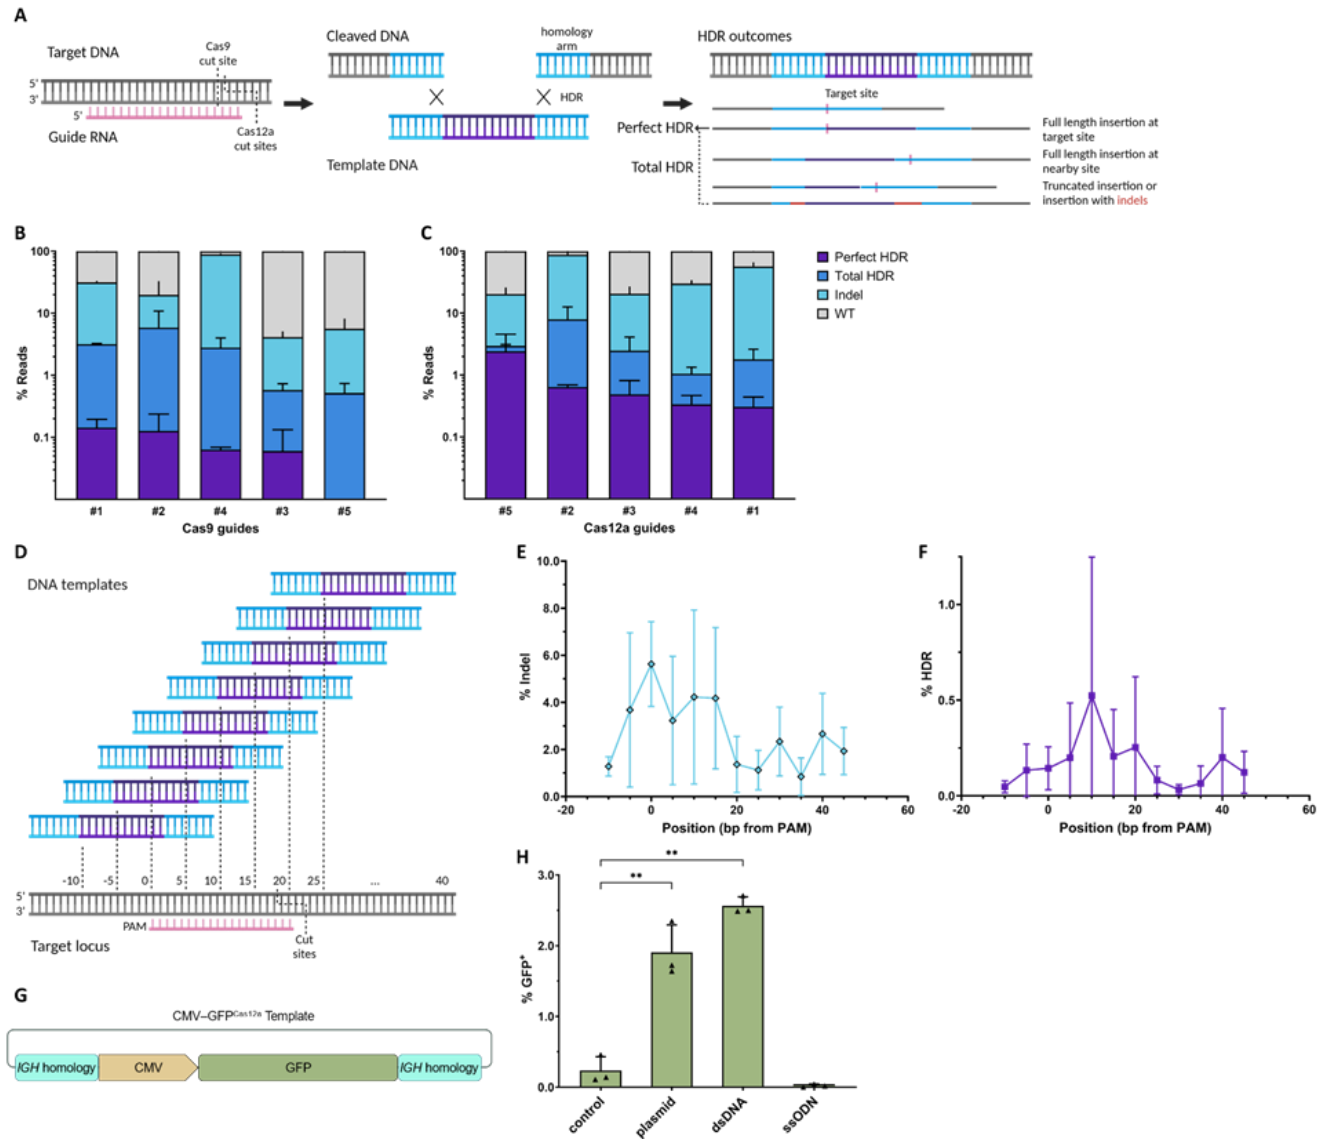 A
Target DNA
Cas9
cut site
5'
3'
5'
Guide RNA
Cas12a
cut sites
Cleaved DNA
homology
arm
HDR
Template DNA
HDR outcomes
Target site
Perfect HDR
Full length insertion at
target site
Total HDR
Full length insertion at
nearby site
Truncated insertion or
insertion with indels
B
100
10
1
0.1
% Reads
#1 #2 #4 #3 #5
Cas9 guides
C
100
10
1
0.1
% Reads
#5 #2 #3 #4 #1
Cas12a guides
Perfect HDR
Total HDR
Indel
WT
D
DNA templates
-10 -5 0 5 10 15 20 25 ... 40
5'
3'
PAM
Target locus
Cut
sites
E
10.0
8.0
6.0
4.0
2.0
0.0
% Indel
-20 0 20 40 60
Position (bp from PAM)
F
1.0
0.5
0.0
% HDR
-20 0 20 40 60
Position (bp from PAM)
G
CMV–GFPCas12a Template
IGH homology CMV GFP IGH homology
H
**
**
3.0
2.0
1.0
0.0
% GFP+
control plasmid dsDNA ssODN